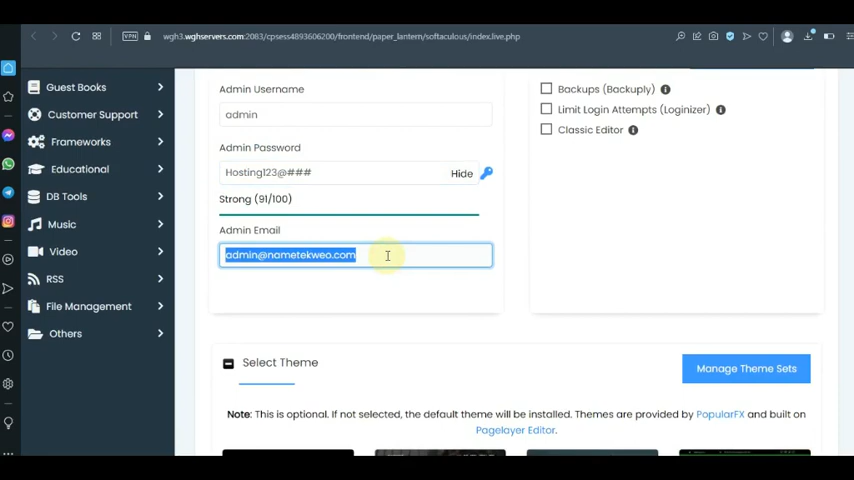 VPN
wgh3.wghservers.com:2083/cpsess4893606200/frontend/paper_lantern/softaculous/index.live.php
Guest Books
Customer Support
Frameworks
Educational
DB Tools
Music
Video
RSS
File Management
Others
Admin Username
admin
Admin Password
Hosting123@###
Hide
Strong (91/100)
Admin Email
admin@nametekweo.com
Backups (Backuply)
Limit Login Attempts (Loginizer)
Classic Editor
Select Theme
Manage Theme Sets
Note: This is optional. If not selected, the default theme will be installed. Themes are provided by PopularFX and built on
Pagelayer Editor.